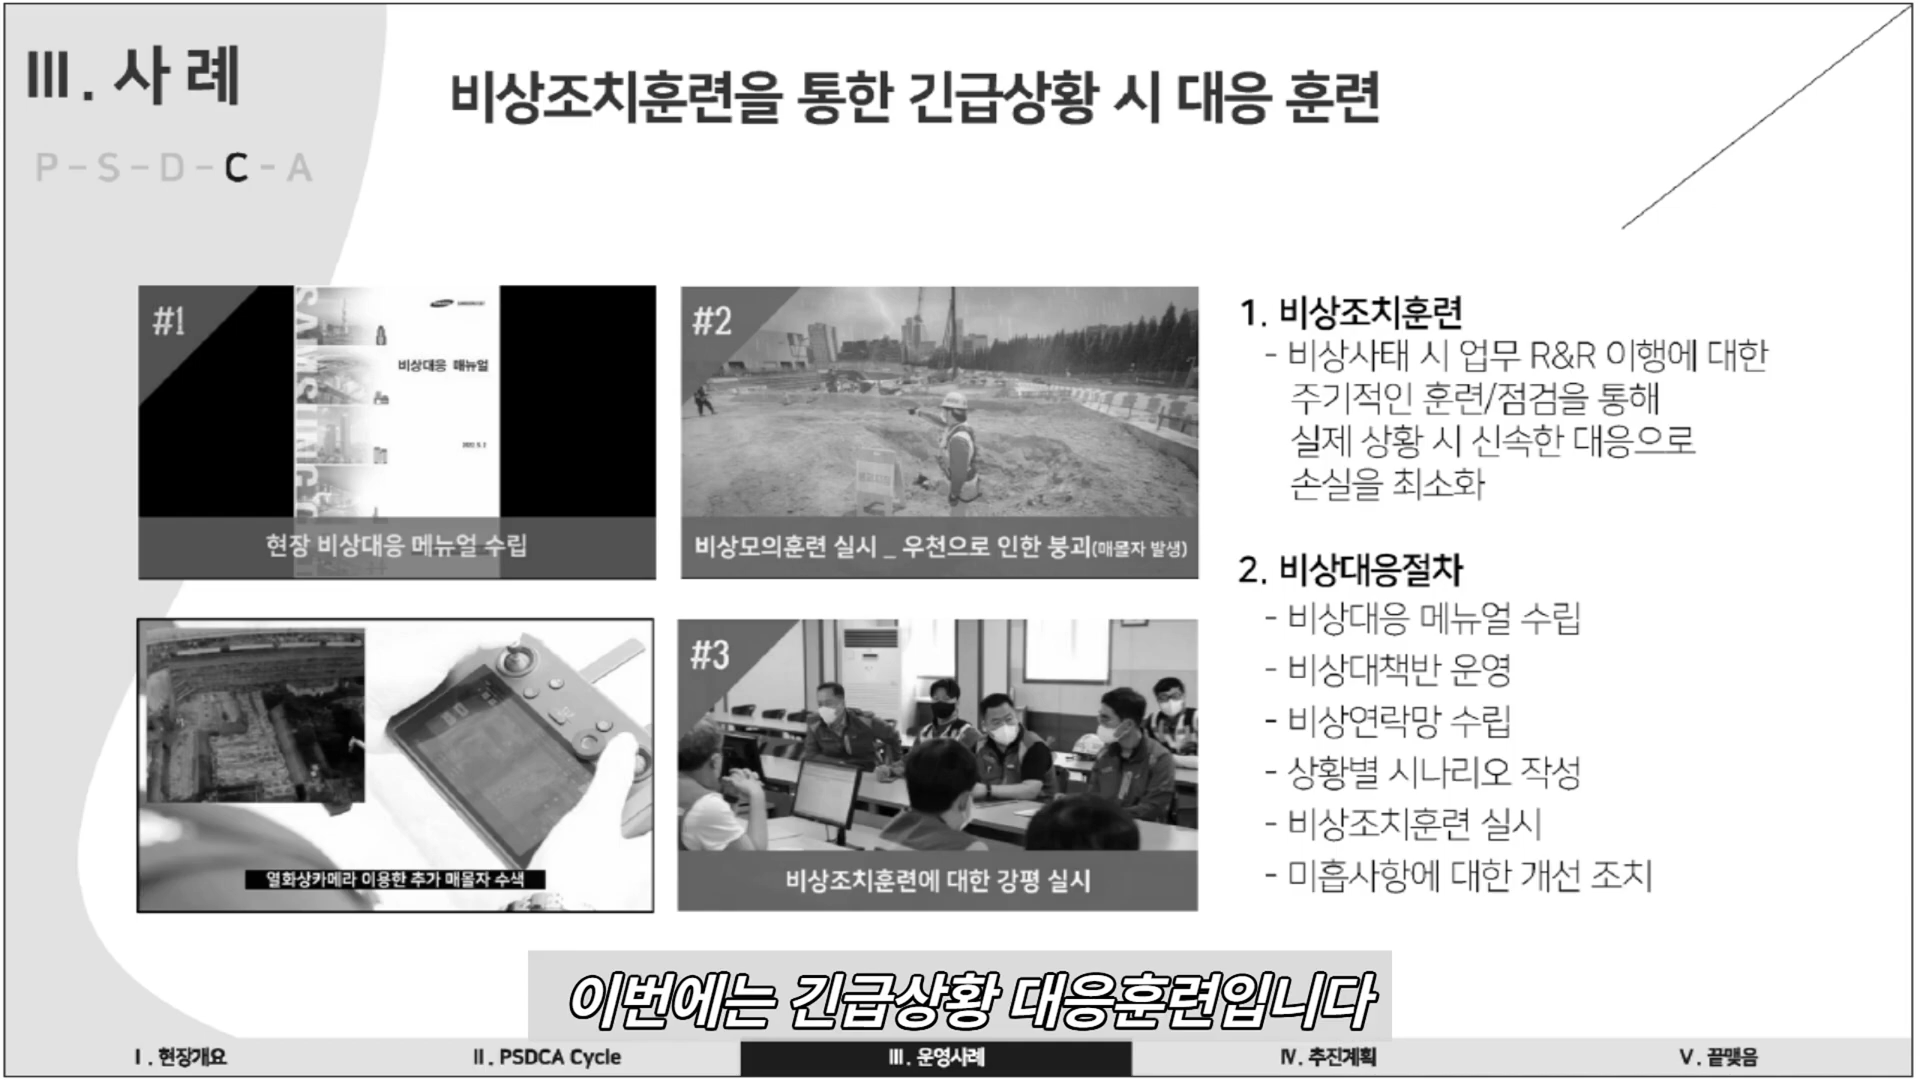 III. 사 례
P - S - D - C - A
비상조치훈련을 통한 긴급상황 시 대응 훈련
#1
비상대응 매뉴얼
현장 비상대응 메뉴얼 수립
#2
비상모의훈련 실시 _ 우천으로 인한 붕괴(매몰자 발생)
열화상카메라 이용한 추가 매몰자 수색
#3
비상조치훈련에 대한 강평 실시
1. 비상조치훈련
- 비상사태 시 업무 R&R 이행에 대한
주기적인 훈련/점검을 통해
실제 상황 시 신속한 대응으로
손실을 최소화
2. 비상대응절차
- 비상대응 메뉴얼 수립
- 비상대책반 운영
- 비상연락망 수립
- 상황별 시나리오 작성
- 비상조치훈련 실시
- 미흡사항에 대한 개선 조치
이번에는 긴급상황 대응훈련입니다
I. 현장개요
II. PSDCA Cycle
III. 운영사례
IV. 추진계획
V. 끝맺음